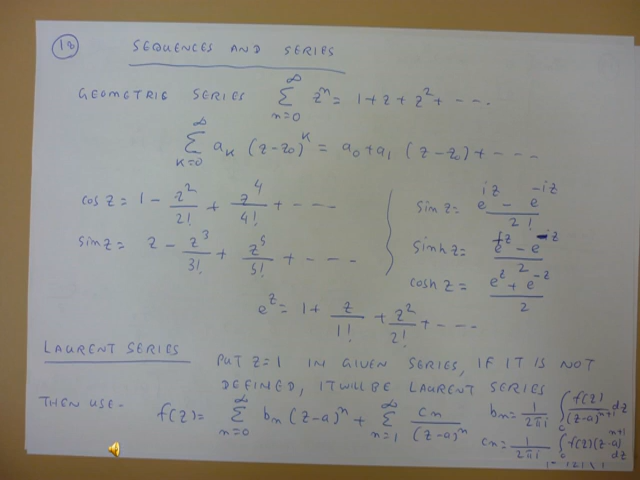 18
SEQUENCES AND SERIES
GEOMETRIC SERIES ∑_{n=0}^{∞} z^n = 1 + z + z^2 + - - -.
∑_{k=0}^{∞} a_k (z-z_0)^k = a_0 + a_1 (z-z_0) + - - - -
cos z = 1 - z^2/2! + z^4/4! + - - - -
sin z = z - z^3/3! + z^5/5! + - - - -
sin z = (e^{iz} - e^{-iz})/2!
sinh z = (e^z - e^{-z})/2
cosh z = (e^z + e^{-z})/2
e^z = 1 + z/1! + z^2/2! + - - -
LAURENT SERIES PUT Z=1 IN GIVEN SERIES, IF IT IS NOT
DEFINED, IT WILL BE LAURENT SERIES
THEN USE - f(z) = ∑_{n=0}^{∞} b_n (z-a)^n + ∑_{n=1}^{∞} c_n/(z-a)^n
b_n = 1/2πi ∫_c f(z)/(z-a)^{n+1} dz
c_n = 1/2πi ∫_c f(z)(z-a)^{n+1} dz